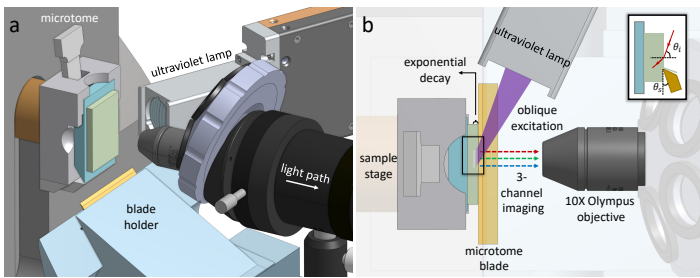 a
microtome
ultraviolet lamp
light path
blade
holder
b
ultraviolet lamp
exponential
decay
oblique
excitation
sample
stage
3-
channel
imaging
10X Olympus
objective
microtome
blade
θi
θs